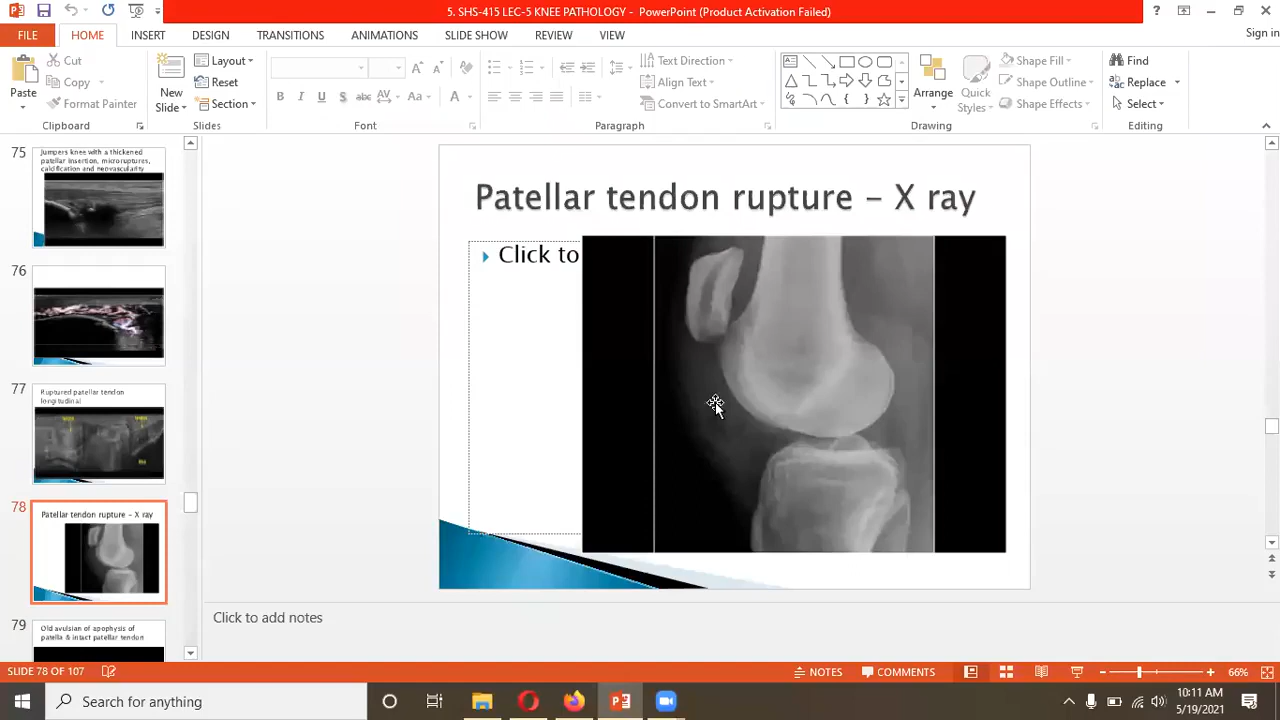 5. SHS-415 LEC-5 KNEE PATHOLOGY - PowerPoint (Product Activation Failed)
?
Sign in
FILE HOME INSERT DESIGN TRANSITIONS ANIMATIONS SLIDE SHOW REVIEW VIEW
Paste
Cut
Copy
Format Painter
Clipboard
New
Slide
Layout
Reset
Section
Slides
B I U S abc AV Aa A
A A
Font
Text Direction
Align Text
Convert to SmartArt
Paragraph
Arrange
Quick
Styles
Shape Fill
Shape Outline
Shape Effects
Drawing
Find
Replace
Select
Editing
75
Jumpers knee with a thickened
patellar insertion, microruptures,
calcification and neovascularity
76
77
Ruptured patellar tendon
longitudinal
78
Patellar tendon rupture - X ray
79
Old avulsion of apophysis of
patella & intact patellar tendon
Patellar tendon rupture - X ray
Click to
Click to add notes
SLIDE 78 OF 107
NOTES
COMMENTS
66%
Search for anything
10:11 AM
5/19/2021